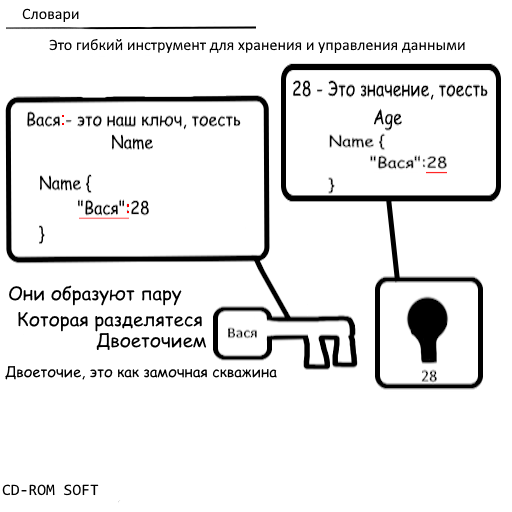 Словари
Это гибкий инструмент для хранения и управления данными
Вася:- это наш ключ, тоесть
Name
Name {
"Вася":28
}
28 - Это значение, тоесть
Age
Name {
"Вася":28
}
Они образуют пару
Которая разделятеся
Двоеточием
Двоеточие, это как замочная скважина
Вася
28
CD-ROM SOFT